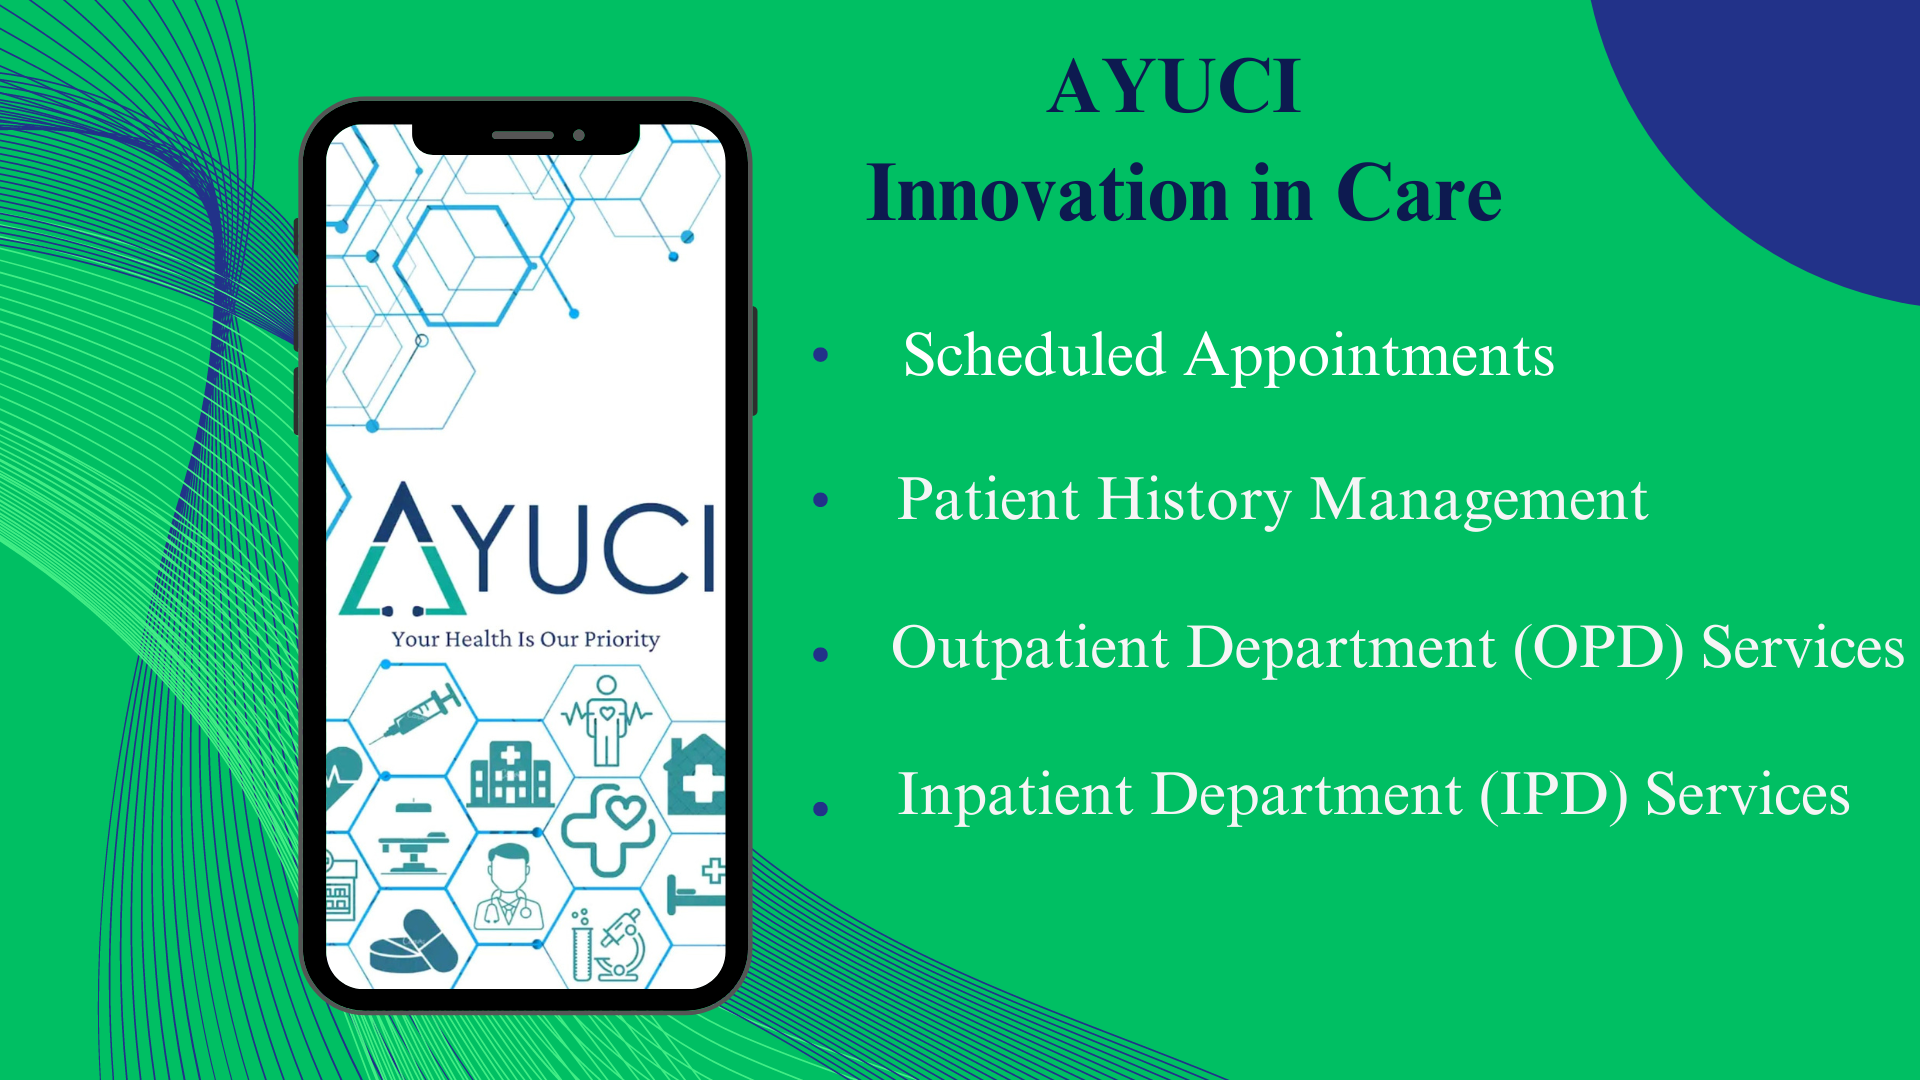 AYUCI
Innovation in Care
• Scheduled Appointments
• Patient History Management
• Outpatient Department (OPD) Services
• Inpatient Department (IPD) Services
AYUCI
Your Health Is Our Priority